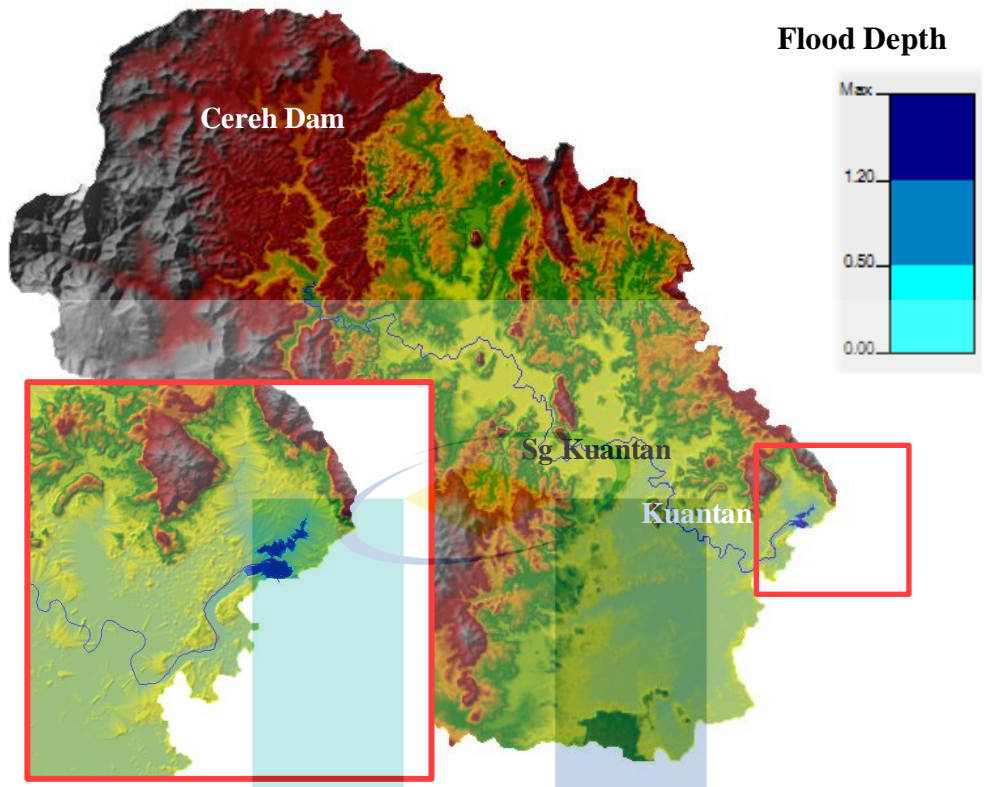 Flood Depth
Max
Cereh Dam
1.20
0.50
0.00
Sg Kuantan
Kuantan